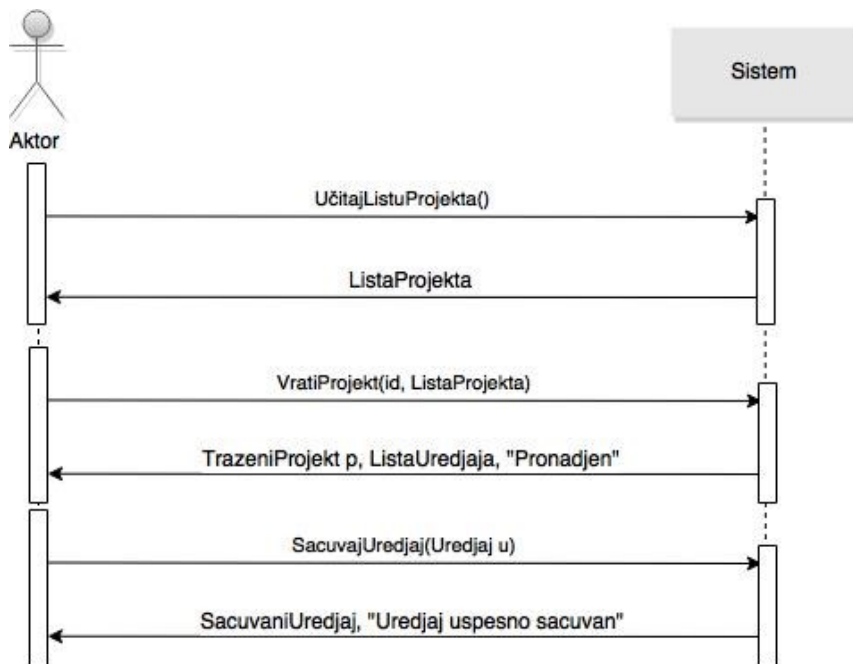 Sistem
Aktor
UčitajListuProjekta()
ListaProjekta
VratiProjekt(id, ListaProjekta)
TrazeniProjekt p, ListaUredjaja, "Pronadjen"
SacuvajUredjaj(Uredjaj u)
SacuvaniUredjaj, "Uredjaj uspesno sacuvan"